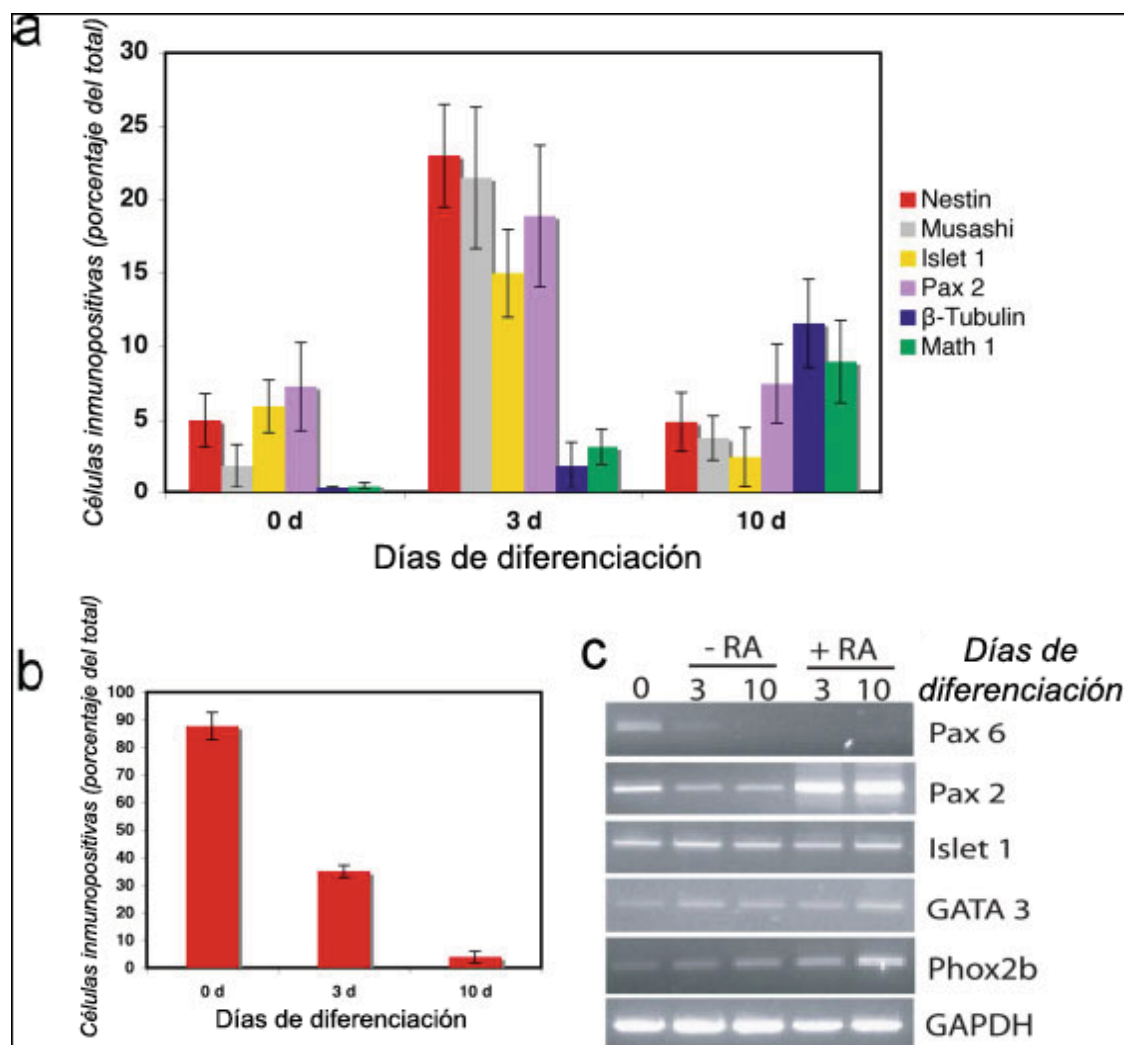 a
Células inmunopositivas (porcentaje del total)
30
25
20
15
10
5
0
0 d 3 d 10 d
Días de diferenciación
Nestin
Musashi
Islet 1
Pax 2
β-Tubulin
Math 1
b
Células inmunopositivas (porcentaje del total)
100
90
80
70
60
50
40
30
20
10
0
0 d 3 d 10 d
Días de diferenciación
c
- RA + RA Días de
0 3 10 3 10 diferenciación
Pax 6
Pax 2
Islet 1
GATA 3
Phox2b
GAPDH